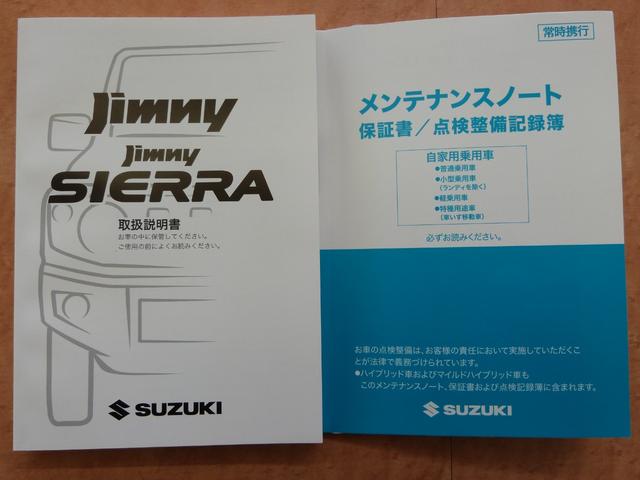 Jimny
Jimny
SIERRA
取扱説明書
お車の中に保管してください。
ご使用の前によくお読みください。
SUZUKI
常時携行
メンテナンスノート
保証書/点検整備記録簿
自家用乗用車
●普通乗用車
●小型乗用車
(ランディを除く)
●軽乗用車
●特種用途車
(車いす移動車)
必ずお読みください。
お車の点検整備は、お客様の責任において実施していただくこ
とが法律で義務づけられています。
●ハイブリッド車およびマイルドハイブリッド車も
このメンテナンスノート、保証書および点検記録簿に含まれます。
SUZUKI